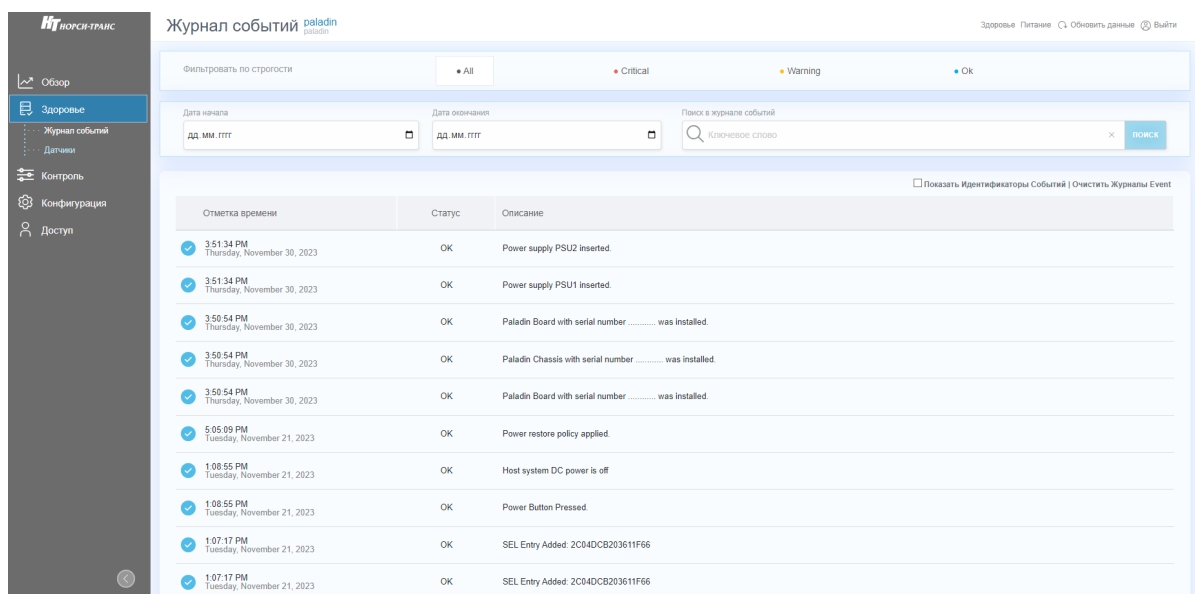 НТ НОРСИ-ТРАНС
Журнал событий paladin
paladin
Здоровье Питание Обновить данные Выйти
Обзор
Здоровье
Журнал событий
Датчики
Контроль
Конфигурация
Доступ
Фильтровать по строгости All Critical Warning Ok
Дата начала Дата окончания Поиск в журнале событий
дд.мм.гггг дд.мм.гггг Ключевое слово × ПОИСК
Показать Идентификаторы Событий | Очистить Журналы Event
Отметка времени Статус Описание
3:51:34 PM
Thursday, November 30, 2023 OK Power supply PSU2 inserted.
3:51:34 PM
Thursday, November 30, 2023 OK Power supply PSU1 inserted.
3:50:54 PM
Thursday, November 30, 2023 OK Paladin Board with serial number ............ was installed.
3:50:54 PM
Thursday, November 30, 2023 OK Paladin Chassis with serial number ............ was installed.
3:50:54 PM
Thursday, November 30, 2023 OK Paladin Board with serial number ............ was installed.
5:05:09 PM
Tuesday, November 21, 2023 OK Power restore policy applied.
1:08:55 PM
Tuesday, November 21, 2023 OK Host system DC power is off
1:08:55 PM
Tuesday, November 21, 2023 OK Power Button Pressed.
1:07:17 PM
Tuesday, November 21, 2023 OK SEL Entry Added: 2C04DCB203611F66
1:07:17 PM
Tuesday, November 21, 2023 OK SEL Entry Added: 2C04DCB203611F66